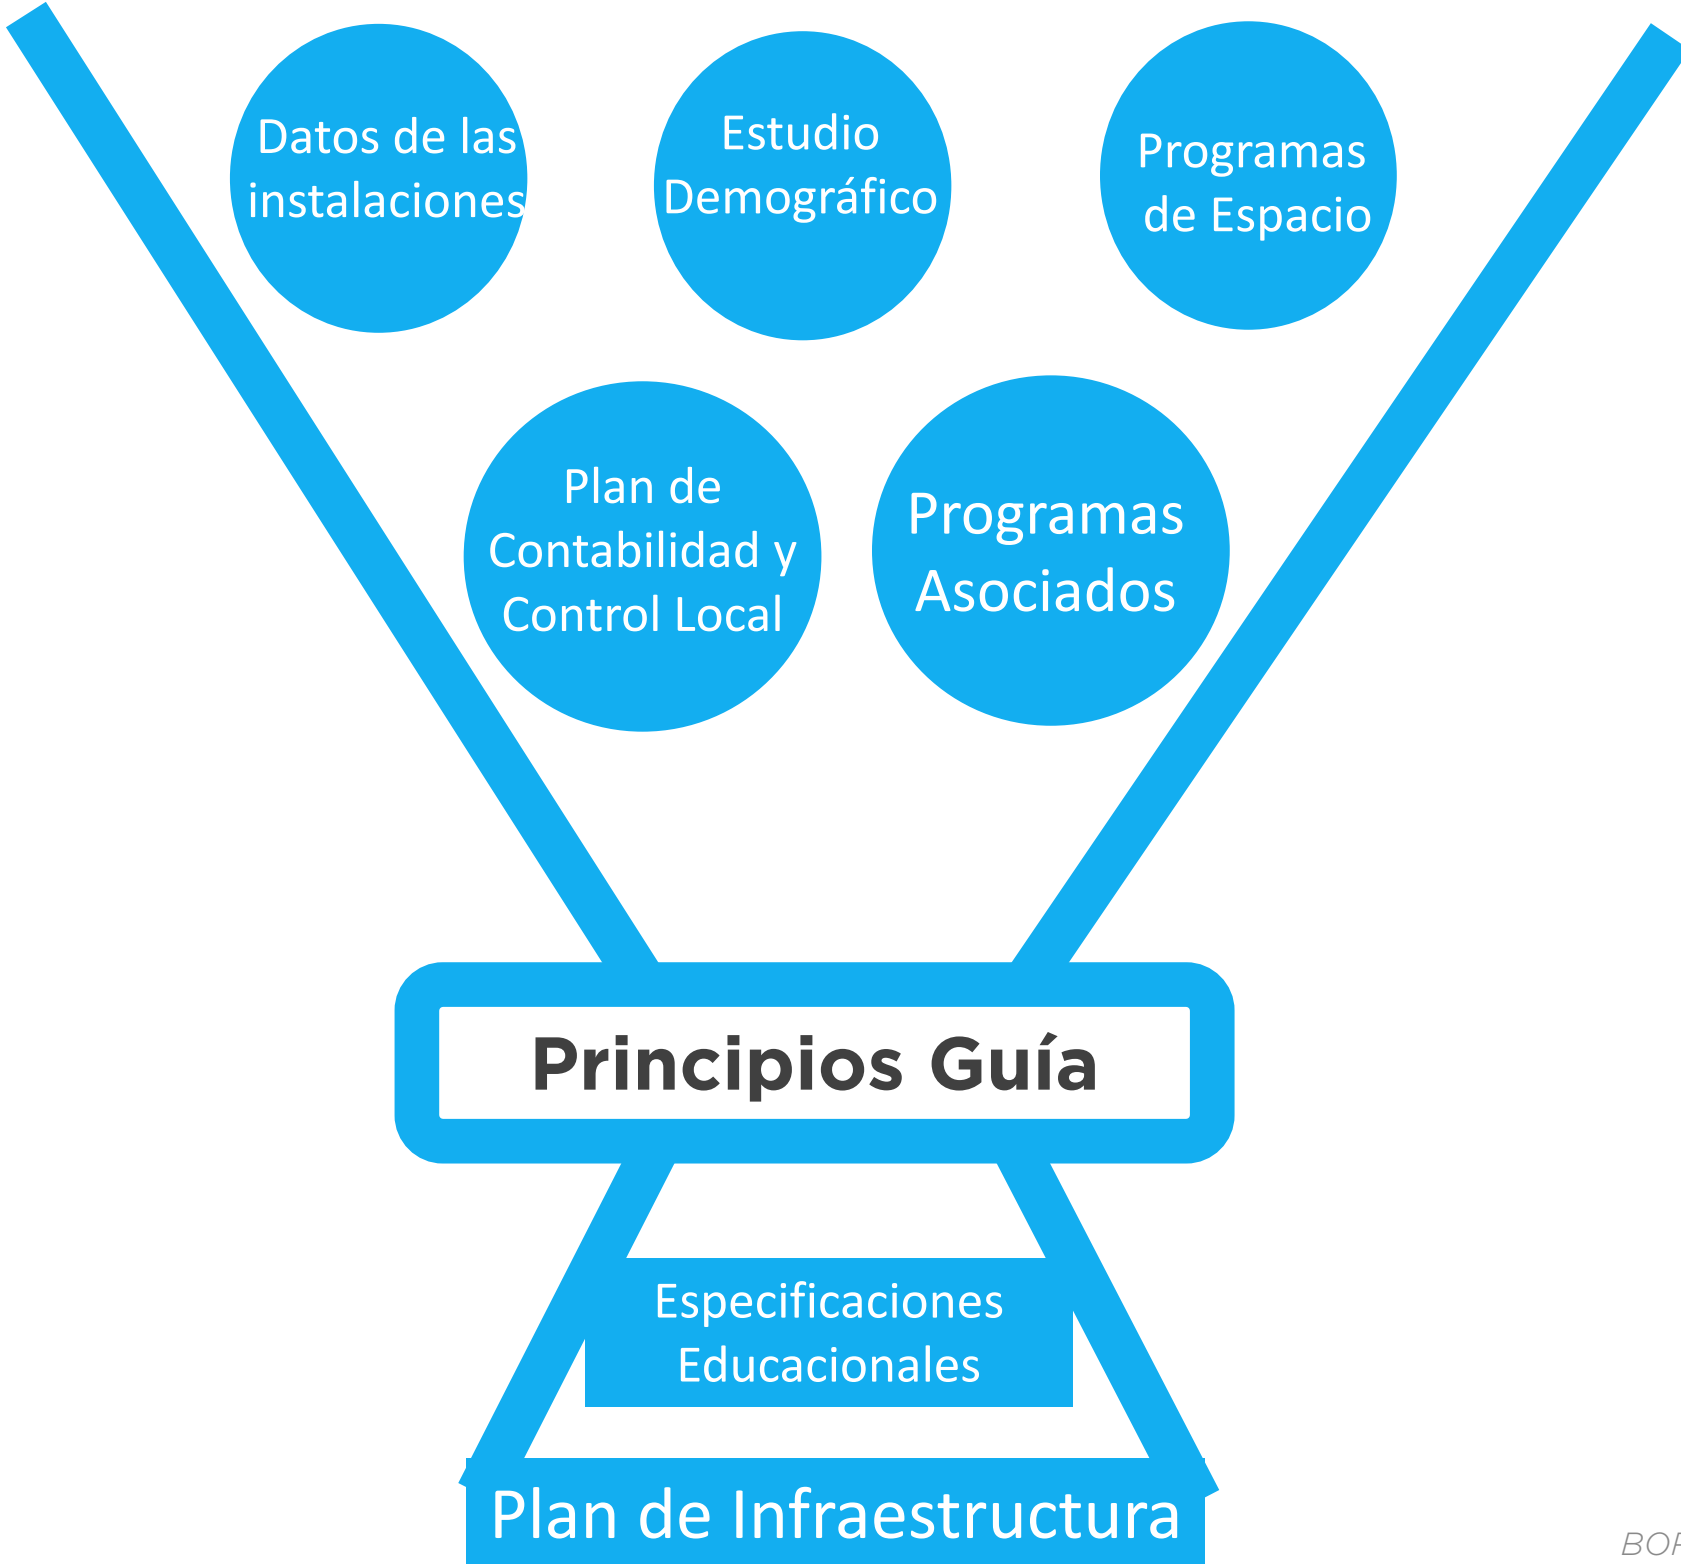 Datos de las
instalaciones
Estudio
Demográfico
Programas
de Espacio
Plan de
Contabilidad y
Control Local
Programas
Asociados
Principios Guía
Especificaciones
Educacionales
Plan de Infraestructura